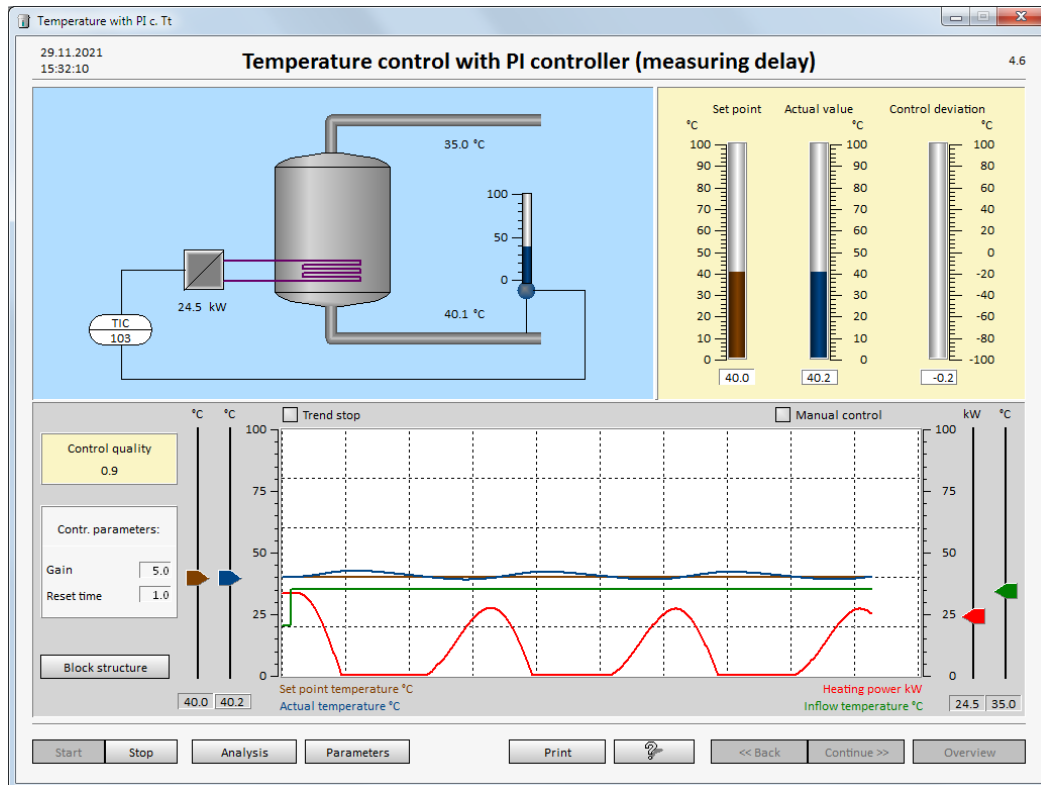 Temperature with PI c. Tt
29.11.2021
15:32:10
Temperature control with PI controller (measuring delay)
4.6
35.0 °C
100
50
0
24.5 kW
TIC
103
40.1 °C
Set point Actual value Control deviation
°C °C °C
100 100 100
90 90 80
80 80 60
70 70 40
60 60 20
50 50 0
40 40 -20
30 30 -40
20 20 -60
10 10 -80
0 0 -100
40.0 40.2 -0.2
°C °C Trend stop Manual control kW °C
Control quality
0.9
Contr. parameters:
Gain 5.0
Reset time 1.0
Block structure
100 100
75 75
50 50
25 25
0 0
40.0 40.2
Set point temperature °C Heating power kW
Actual temperature °C Inflow temperature °C
24.5 35.0
Start Stop Analysis Parameters Print ? << Back Continue >> Overview